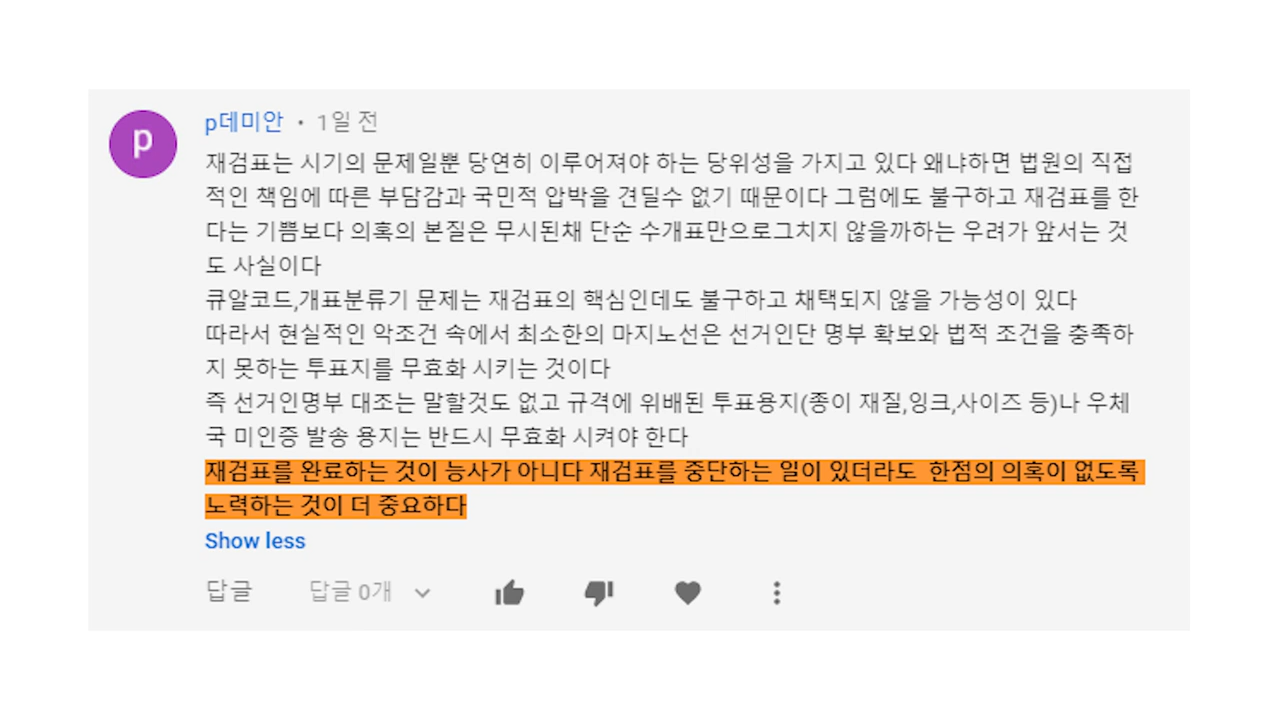 p
p데미안 • 1일 전
재검표는 시기의 문제일뿐 당연히 이루어져야 하는 당위성을 가지고 있다 왜냐하면 법원의 직접
적인 책임에 따른 부담감과 국민적 압박을 견딜수 없기 때문이다 그럼에도 불구하고 재검표를 한
다는 기쁨보다 의혹의 본질은 무시된채 단순 수개표만으로그치지 않을까하는 우려가 앞서는 것
도 사실이다
큐알코드,개표분류기 문제는 재검표의 핵심인데도 불구하고 채택되지 않을 가능성이 있다
따라서 현실적인 악조건 속에서 최소한의 마지노선은 선거인단 명부 확보와 법적 조건을 충족하
지 못하는 투표지를 무효화 시키는 것이다
즉 선거인명부 대조는 말할것도 없고 규격에 위배된 투표용지(종이 재질,잉크,사이즈 등)나 우체
국 미인증 발송 용지는 반드시 무효화 시켜야 한다
재검표를 완료하는 것이 능사가 아니다 재검표를 중단하는 일이 있더라도 한점의 의혹이 없도록
노력하는 것이 더 중요하다
Show less
답글 답글 0개